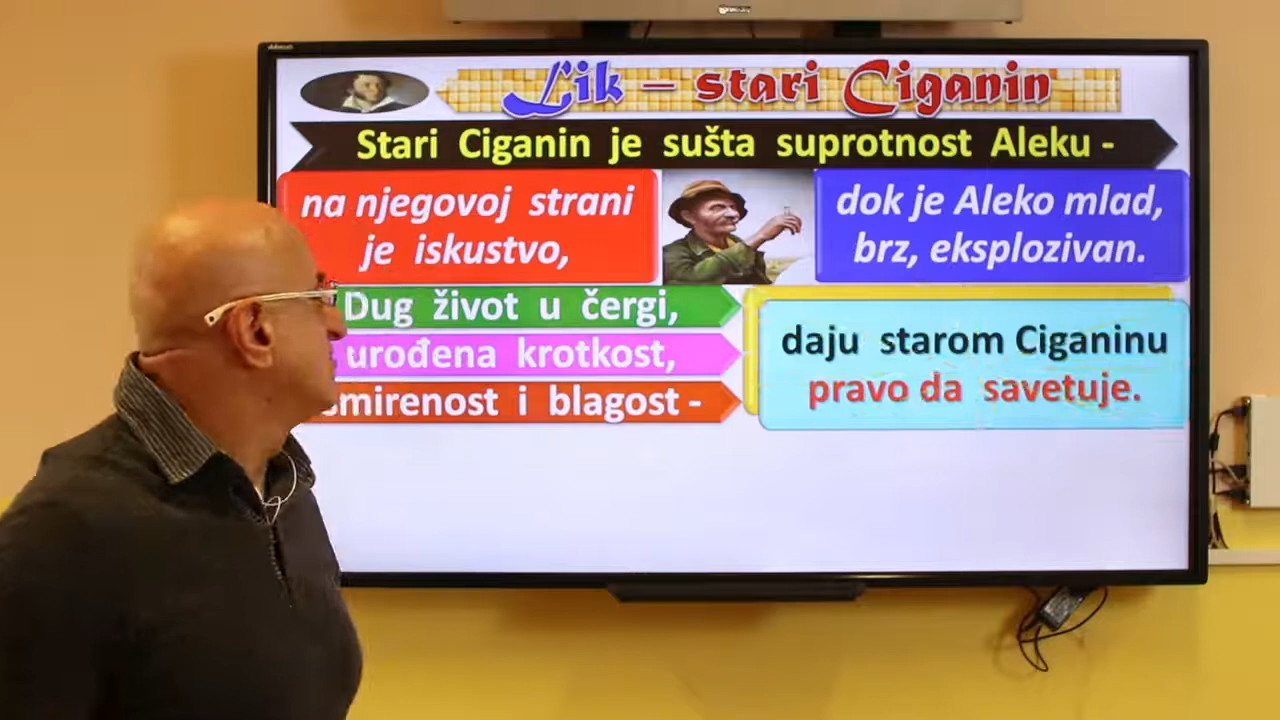 Lik – stari Ciganin
Stari Ciganin je sušta suprotnost Aleku -
na njegovoj strani
je iskustvo,
dok je Aleko mlad,
brz, eksplozivan.
Dug život u čergi,
urođena krotkost,
smirenost i blagost -
daju starom Ciganinu
pravo da savetuje.